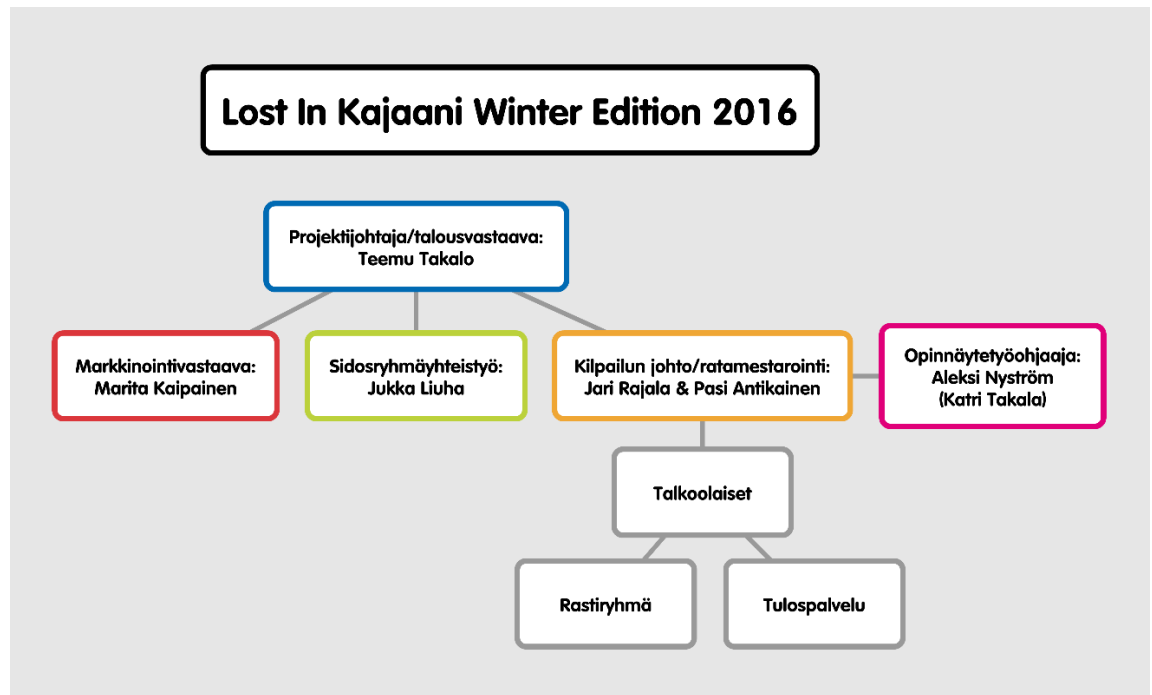 Lost In Kajaani Winter Edition 2016
Projektijohtaja/talousvastaava:
Teemu Takalo
Markkinointivastaava:
Marita Kaipainen
Sidosryhmäyhteistyö:
Jukka Liuha
Kilpailun johto/ratamestarointi:
Jari Rajala & Pasi Antikainen
Opinnäytetyöohjaaja:
Aleksi Nyström
(Katri Takala)
Talkoolaiset
Rastiryhmä
Tulospalvelu